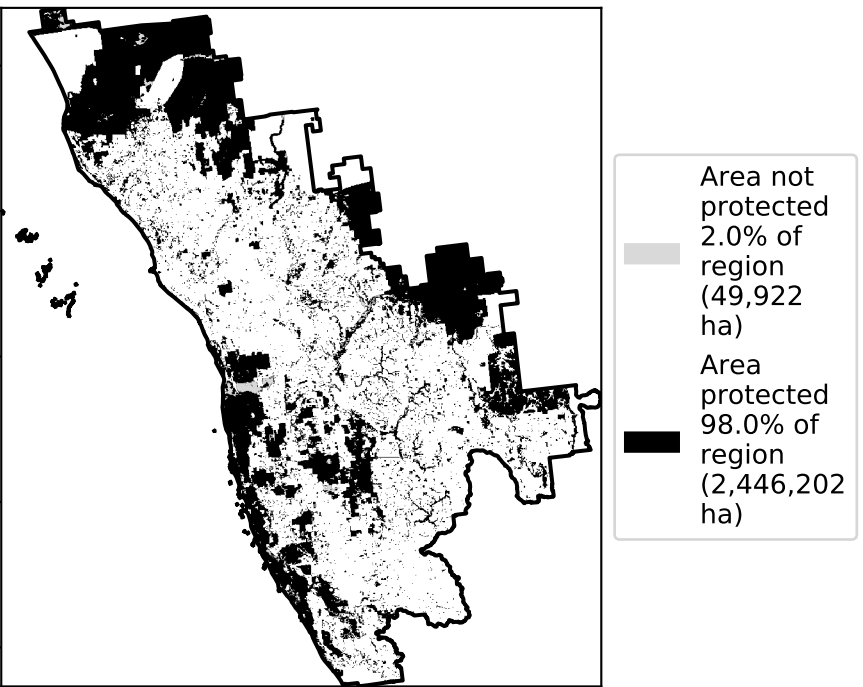 Area not
protected
2.0% of
region
(49,922
ha)
Area
protected
98.0% of
region
(2,446,202
ha)